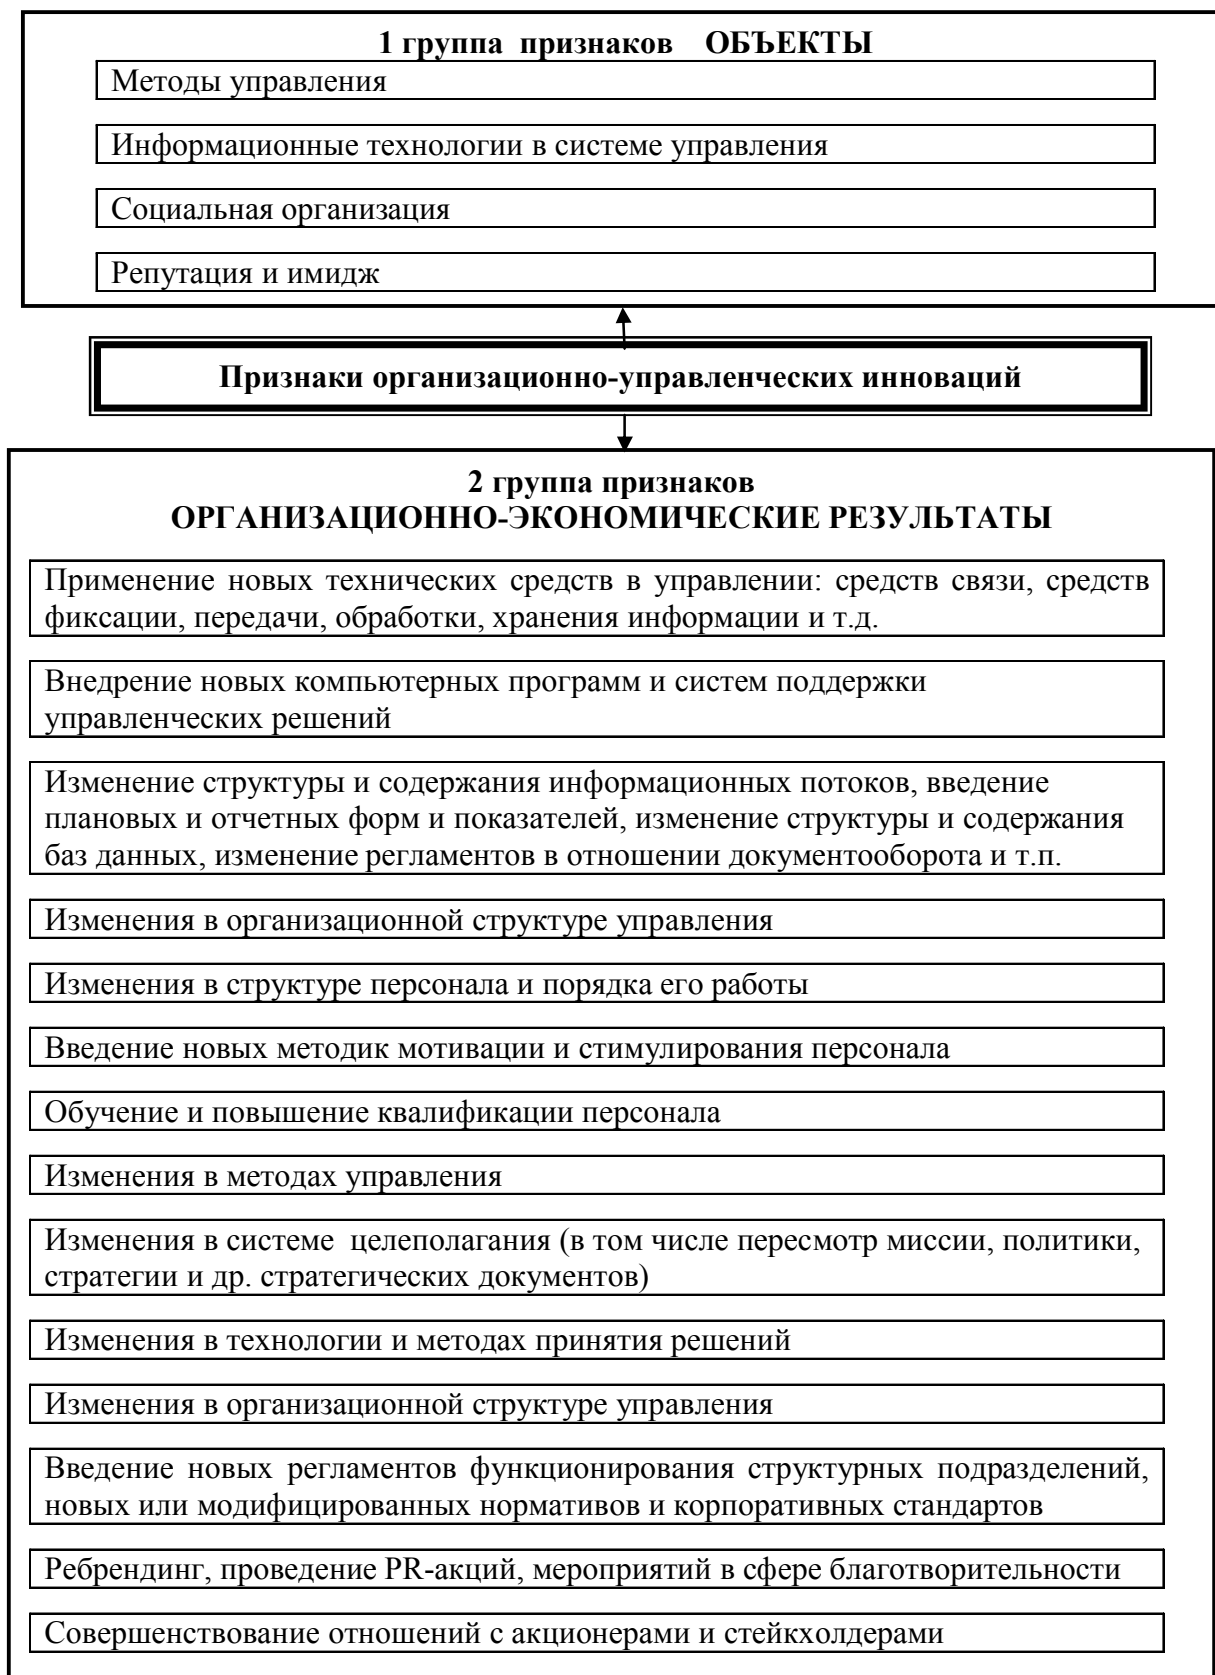 1 группа признаков ОБЪЕКТЫ
Методы управления
Информационные технологии в системе управления
Социальная организация
Репутация и имидж
Признаки организационно-управленческих инноваций
2 группа признаков
ОРГАНИЗАЦИОННО-ЭКОНОМИЧЕСКИЕ РЕЗУЛЬТАТЫ
Применение новых технических средств в управлении: средств связи, средств
фиксации, передачи, обработки, хранения информации и т.д.
Внедрение новых компьютерных программ и систем поддержки
управленческих решений
Изменение структуры и содержания информационных потоков, введение
плановых и отчетных форм и показателей, изменение структуры и содержания
баз данных, изменение регламентов в отношении документооборота и т.п.
Изменения в организационной структуре управления
Изменения в структуре персонала и порядка его работы
Введение новых методик мотивации и стимулирования персонала
Обучение и повышение квалификации персонала
Изменения в методах управления
Изменения в системе целеполагания (в том числе пересмотр миссии, политики,
стратегии и др. стратегических документов)
Изменения в технологии и методах принятия решений
Изменения в организационной структуре управления
Введение новых регламентов функционирования структурных подразделений,
новых или модифицированных нормативов и корпоративных стандартов
Ребрендинг, проведение PR-акций, мероприятий в сфере благотворительности
Совершенствование отношений с акционерами и стейкхолдерами